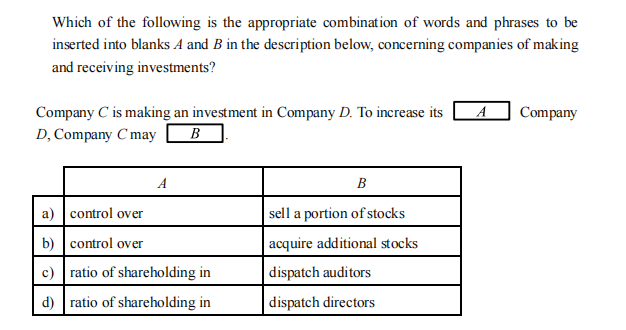 Which of the following is the appropriate combination of words and phrases to be
inserted into blanks A and B in the description below, concerning companies of making
and receiving investments?
Company C is making an investment in Company D. To increase its A Company
D, Company C may B .
A B
a) control over sell a portion of stocks
b) control over acquire additional stocks
c) ratio of shareholding in dispatch auditors
d) ratio of shareholding in dispatch directors